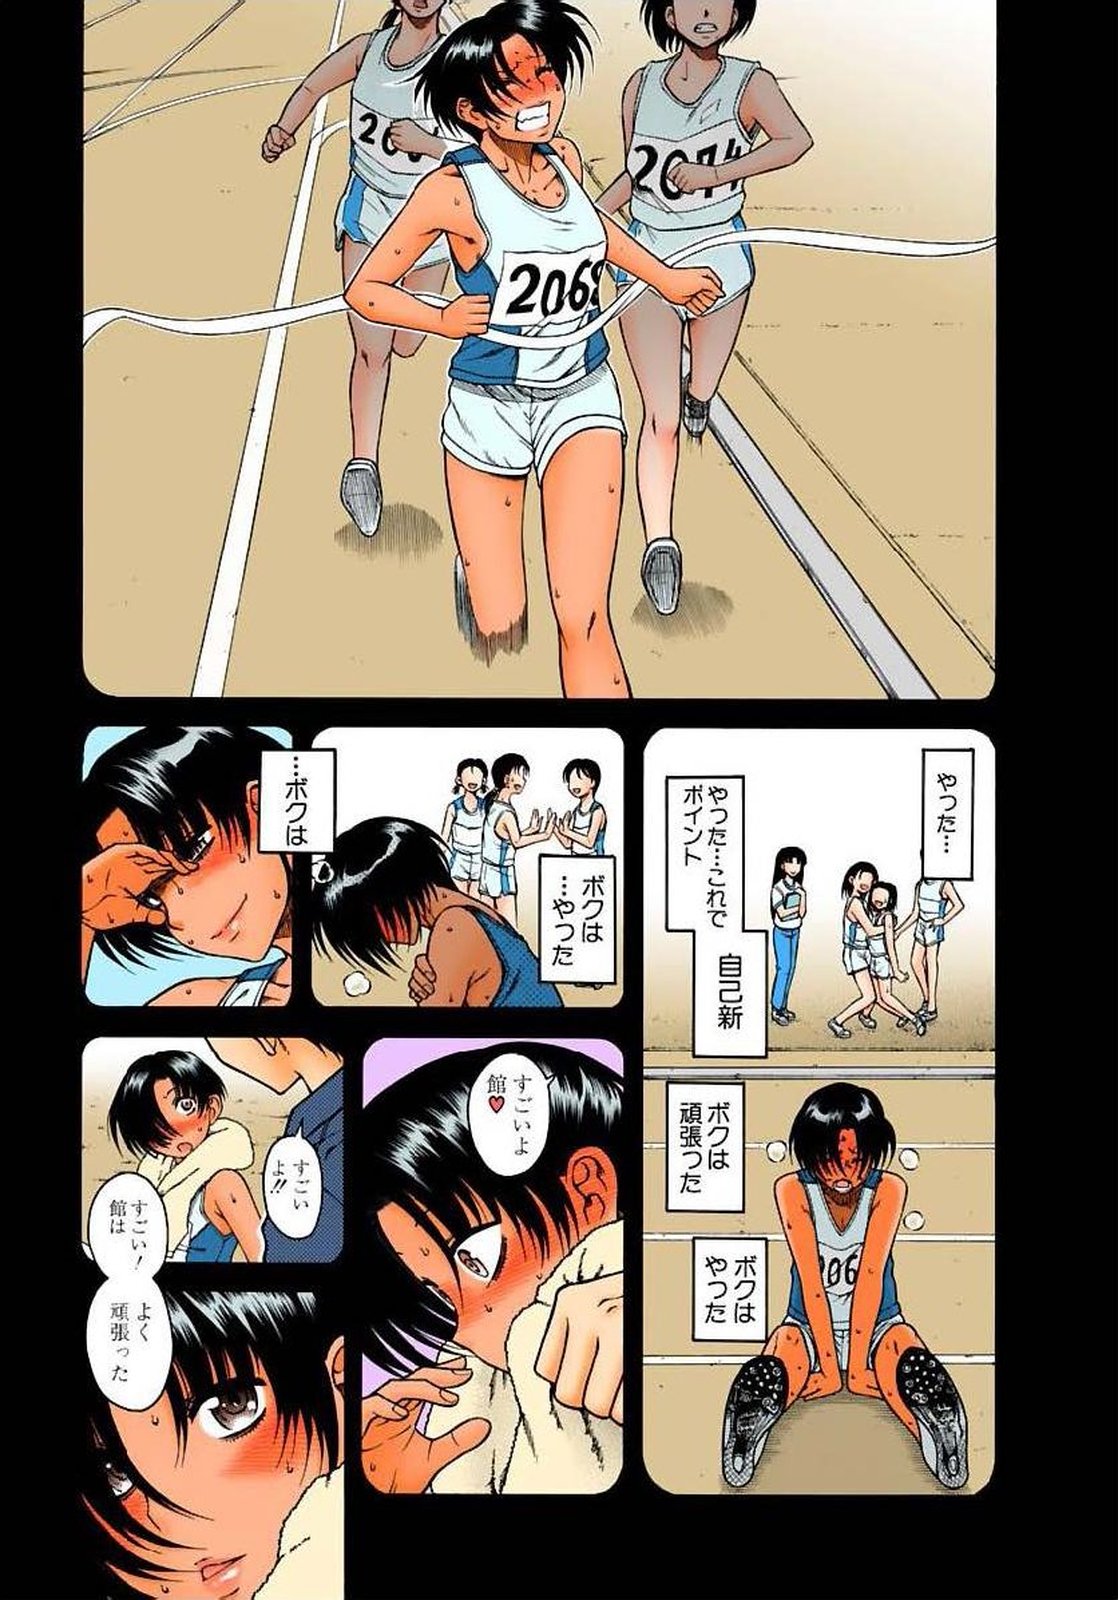 206
2068
2074
やった…
やった…これで
ポイント
自己新
ボクは
頑張った
ボクは
やった
206
ボクは
…やった
…ボクは
すごいよ
館♥
すごい
よ!!
すごい!
館は
よく
頑張った